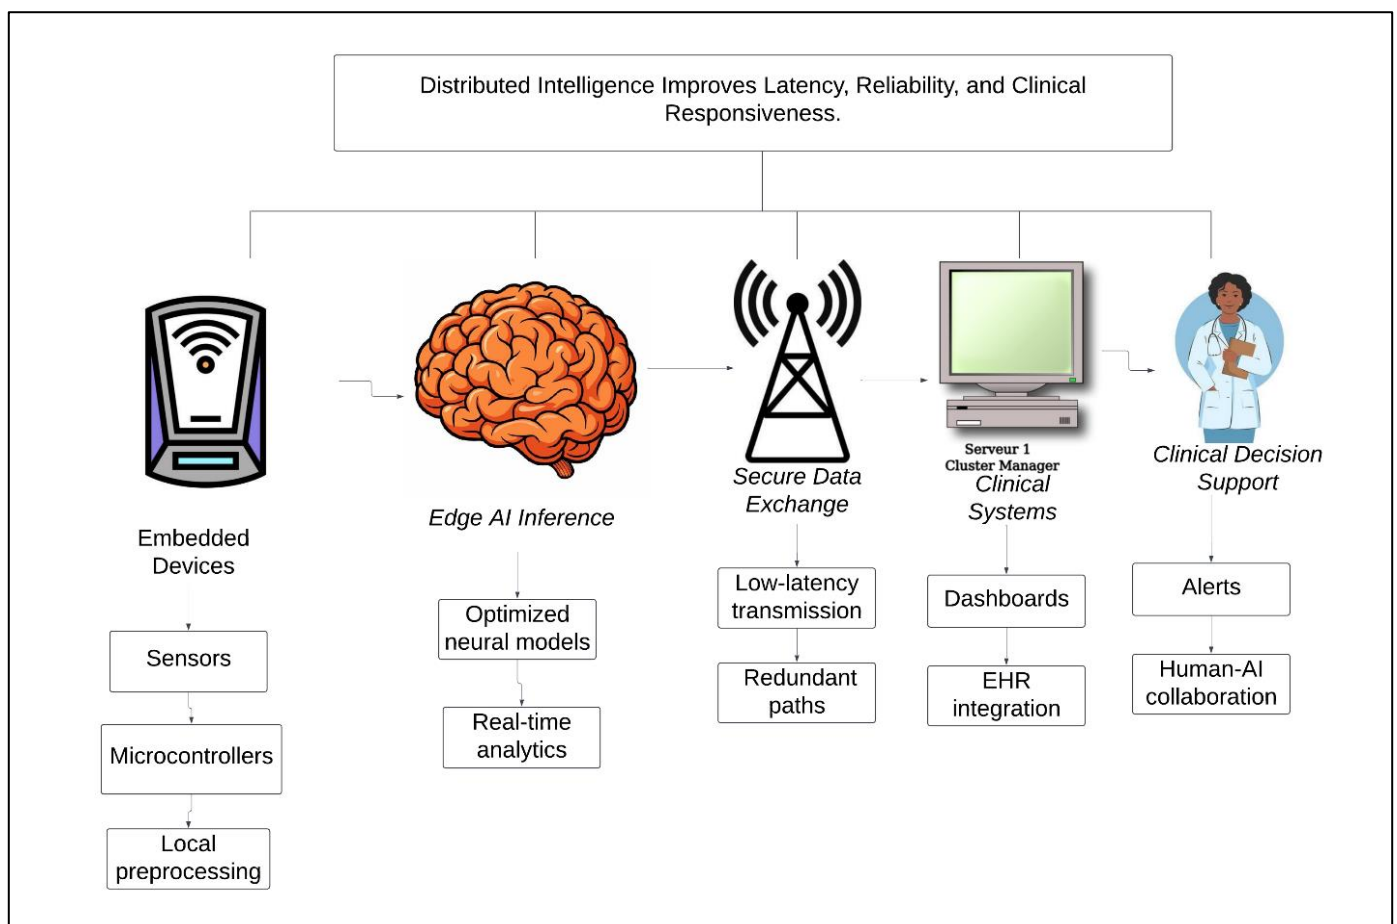 Distributed Intelligence Improves Latency, Reliability, and Clinical
Responsiveness.
Embedded
Devices
Sensors
Microcontrollers
Local
preprocessing
Edge AI Inference
Optimized
neural models
Real-time
analytics
Secure Data
Exchange
Low-latency
transmission
Redundant
paths
Serveur 1
Cluster Manager
Clinical
Systems
Dashboards
EHR
integration
Clinical Decision
Support
Alerts
Human-AI
collaboration